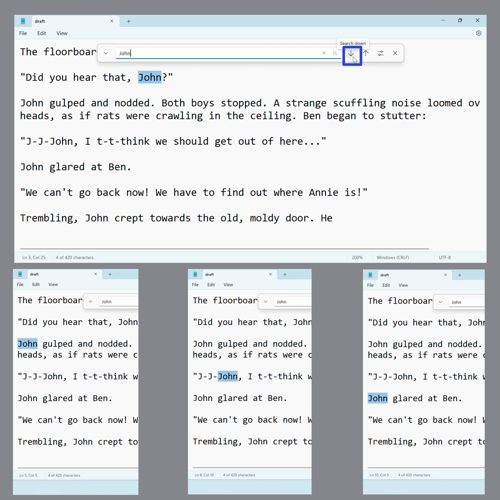 draft
File Edit View
The floorboar
John
Search down
"Did you hear that, John?"
John gulped and nodded. Both boys stopped. A strange scuffling noise loomed ov
heads, as if rats were crawling in the ceiling. Ben began to stutter:
"J-J-John, I t-t-think we should get out of here..."
John glared at Ben.
"We can't go back now! We have to find out where Annie is!"
Trembling, John crept towards the old, moldy door. He
Ln 3, Col 25 4 of 420 characters 200% Windows (CRLF) UTF-8
draft
File Edit View
The floorboar
John
"Did you hear that, John
John gulped and nodded.
heads, as if rats were c
"J-J-John, I t-t-think w
John glared at Ben.
"We can't go back now! W
Trembling, John crept to
Ln 5, Col 5 4 of 420 characters
draft
File Edit View
The floorboar
John
"Did you hear that, John
John gulped and nodded.
heads, as if rats were c
"J-J-John, I t-t-think w
John glared at Ben.
"We can't go back now! W
Trembling, John crept to
4 of 420 characters
draft
File Edit View
The floorboar
John
"Did you hear that, J
John gulped and nodded.
heads, as if rats were c
"J-J-John, I t-t-think w
John glared at Ben.
"We can't go back now! W
Trembling, John crept to
Ln 10, Col 5 4 of 420 characters